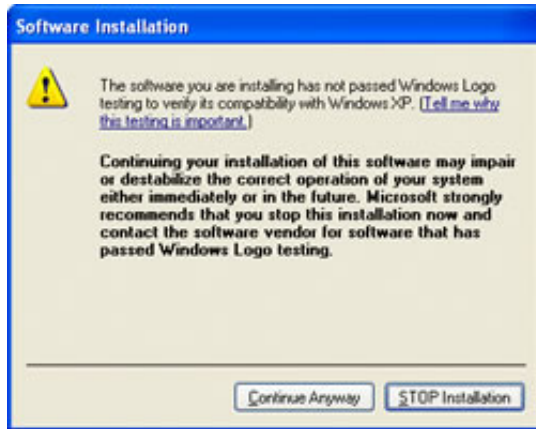 Software Installation
The software you are installing has not passed Windows Logo
testing to verify its compatibility with Windows XP. (Tell me why
this testing is important.)
Continuing your installation of this software may impair
or destabilize the correct operation of your system
either immediately or in the future. Microsoft strongly
recommends that you stop this installation now and
contact the software vendor for software that has
passed Windows Logo testing.
Continue Anyway
STOP Installation